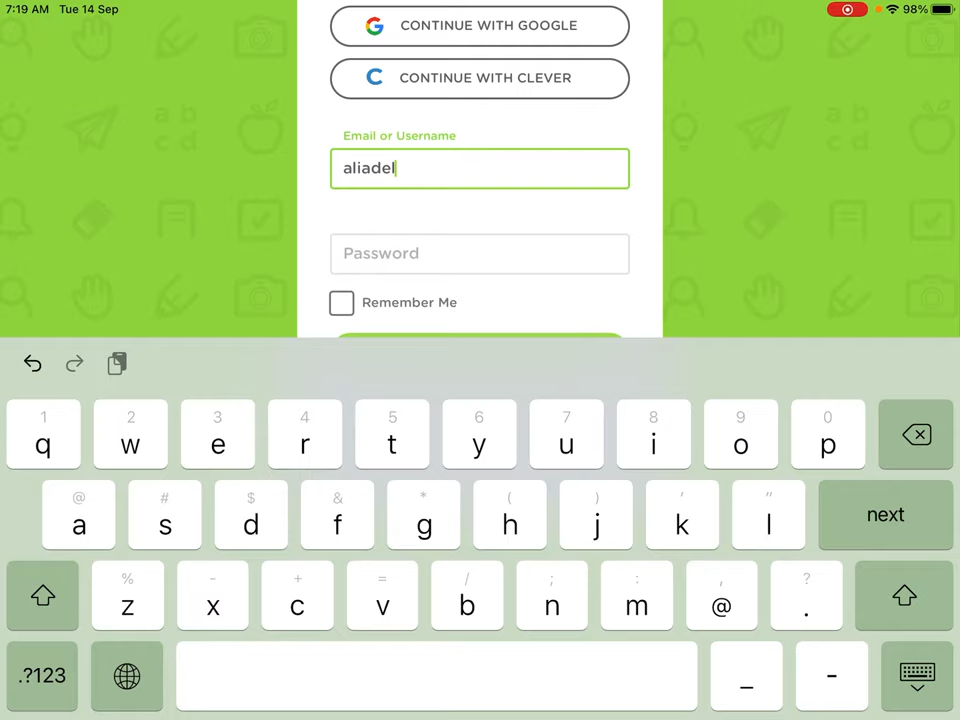 7:19 AM Tue 14 Sep 98%
CONTINUE WITH GOOGLE
CONTINUE WITH CLEVER
a b
c d
a b
c d
Email or Username
aliadel
Password
Remember Me
1 2 3 4 5 6 7 8 9 0
q w e r t y u i o p
@ # $ & * ( ) ' "
a s d f g h j k l next
% - + = / ; : , ?
z x c v b n m @ .
.?123 _ -